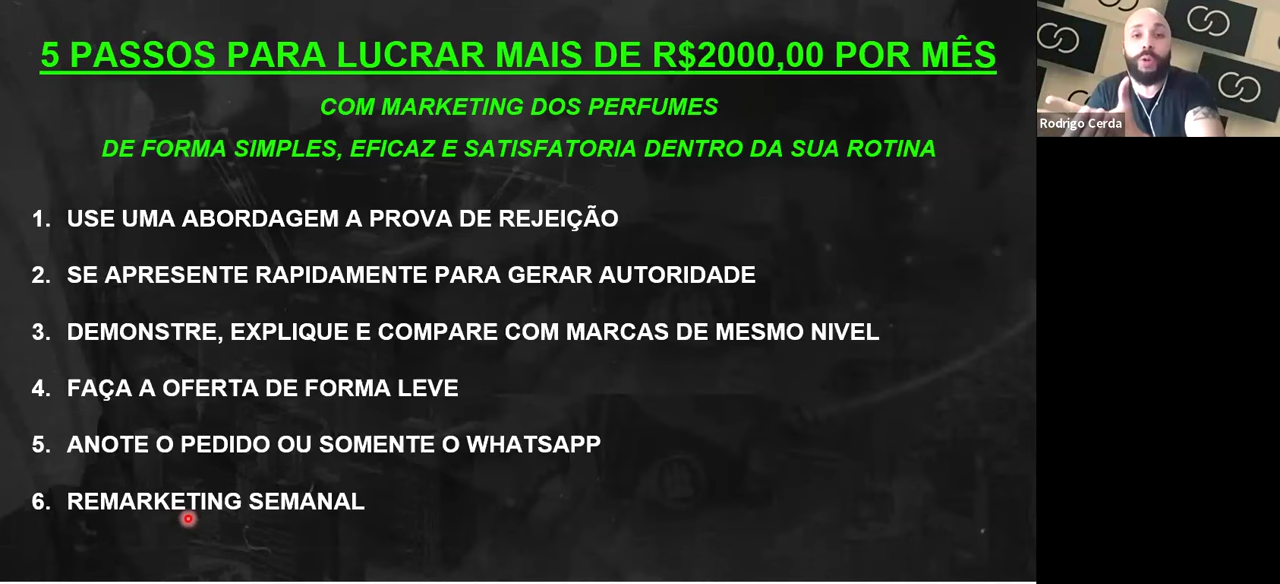 5 PASSOS PARA LUCRAR MAIS DE R$2000,00 POR MÊS
COM MARKETING DOS PERFUMES
DE FORMA SIMPLES, EFICAZ E SATISFATORIA DENTRO DA SUA ROTINA
1. USE UMA ABORDAGEM A PROVA DE REJEIÇÃO
2. SE APRESENTE RAPIDAMENTE PARA GERAR AUTORIDADE
3. DEMONSTRE, EXPLIQUE E COMPARE COM MARCAS DE MESMO NIVEL
4. FAÇA A OFERTA DE FORMA LEVE
5. ANOTE O PEDIDO OU SOMENTE O WHATSAPP
6. REMARKETING SEMANAL
Rodrigo Cerda